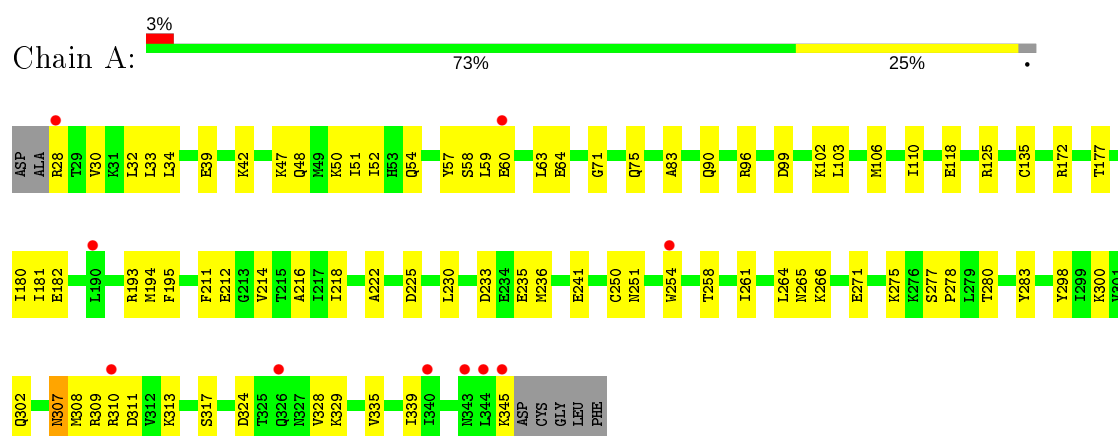 3%
Chain A:
73% 25% •
ASP ALA R28 T29 V30 K31 L32 L33 L34 E39 K42 K47 Q48 M49 K50 I51 I52 H53 Q54 Y57 S58 L59 E60 L63 E64 G71 Q75 A83 Q90 R96 D99 K102 L103 M106 I110 E118 R125 C135 R172 T177
I180 I181 E182 L190 R193 M194 F195 F211 E212 G213 V214 T215 A216 I217 I218 A222 D225 L230 D233 E234 E235 M236 E241 C250 N251 W254 T258 I261 L264 N265 K266 E271 K275 K276 S277 P278 L279 T280 Y283 Y298 I299 K300 V301
Q302 N307 M308 R309 R310 D311 V312 K313 S317 D324 T325 Q326 N327 V328 K329 V335 I339 I340 N343 L344 K345 ASP CYS GLY LEU PHE